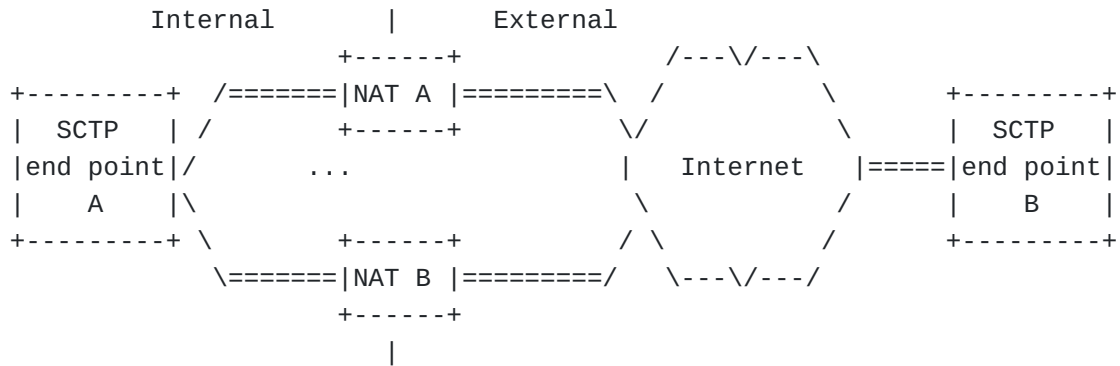 Internal | External
+------+ /---\/---\
+---------+ /=======|NAT A |=========\ / \ +---------+
| SCTP | / +------+ \/ \ | SCTP |
|end point|/ ... | Internet |=====|end point|
| A |\ \ / | B |
+---------+ \ +------+ / \ / +---------+
\=======|NAT B |=========/ \---\/---/
+------+
|